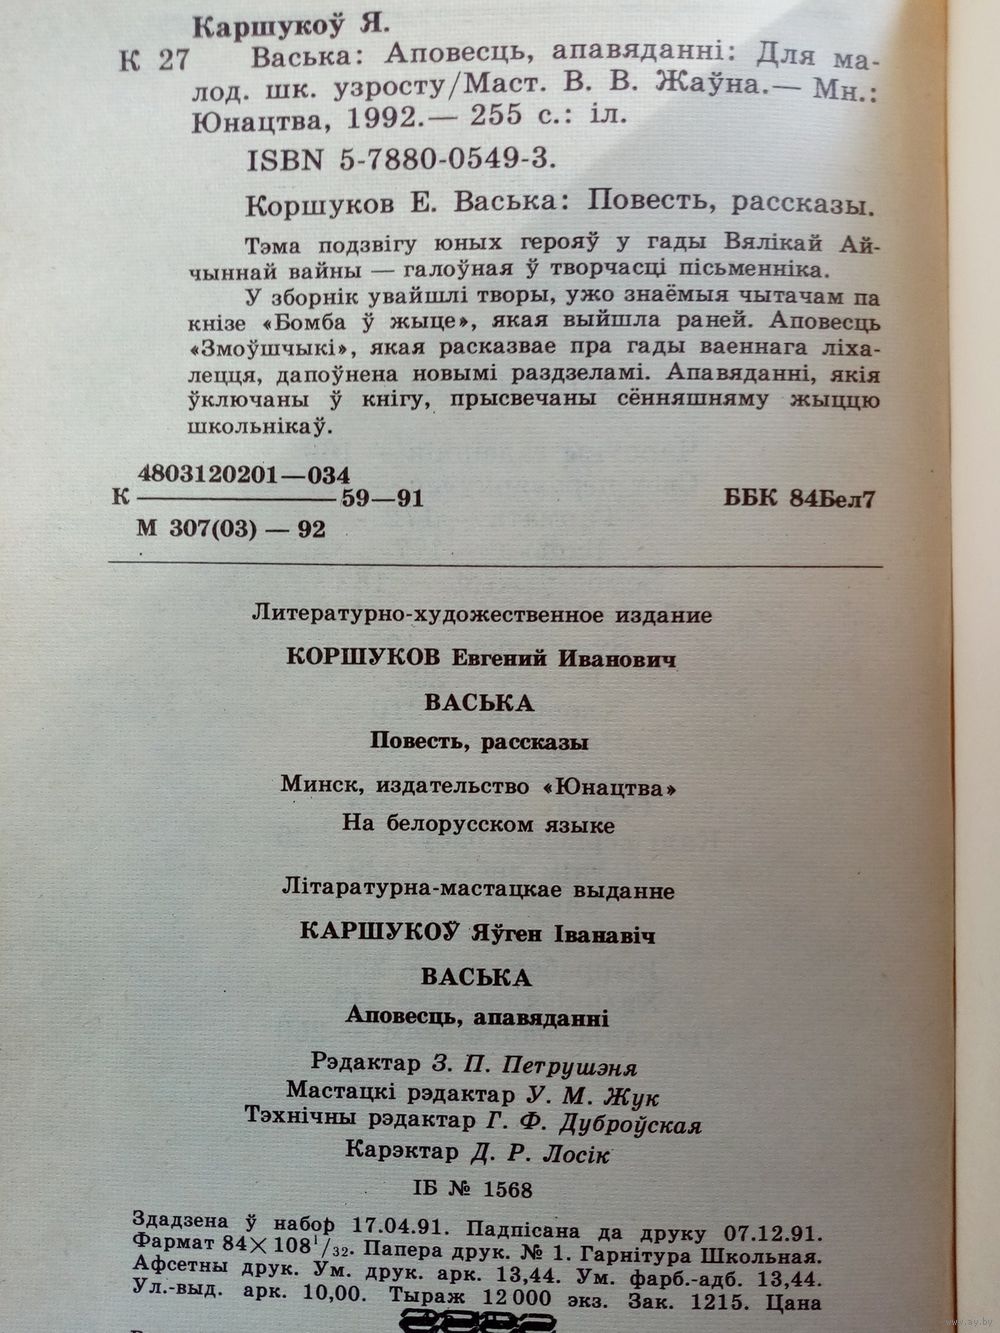 Каршукоў Я.
К 27 Васька: Аповесць, апавяданні: Для ма-
лод. шк. узросту/Маст. В. В. Жаўна.— Мн.:
Юнацтва, 1992.— 255 с.: іл.
ISBN 5-7880-0549-3.
Коршуков Е. Васька: Повесть, рассказы.
Тэма подзвігу юных герояў у гады Вялікай Ай-
чыннай вайны — галоўная ў творчасці пісьменніка.
У зборнік увайшлі творы, ужо знаёмыя чытачам па
кнізе «Бомба ў жыце», якая выйшла раней. Аповесць
«Змоўшчыкі», якая расказвае пра гады ваеннага ліха-
лецця, дапоўнена новымі раздзеламі. Апавяданні, якія
ўключаны ў кнігу, прысвечаны сённяшняму жыццю
школьнікаў.
4803120201—034
К 59—91 ББК 84Бел7
М 307(03) — 92
Литературно-художественное издание
КОРШУКОВ Евгений Иванович
ВАСЬКА
Повесть, рассказы
Минск, издательство «Юнацтва»
На белорусском языке
Літаратурна-мастацкае выданне
КАРШУКОЎ Яўген Іванавіч
ВАСЬКА
Аповесць, апавяданні
Рэдактар З. П. Петрушэня
Мастацкі рэдактар У. М. Жук
Тэхнічны рэдактар Г. Ф. Дуброўская
Карэктар Д. Р. Лосік
ІБ № 1568
Здадзена ў набор 17.04.91. Падпісана да друку 07.12.91.
Фармат 84×108¹/₃₂. Папера друк. № 1. Гарнітура Школьная.
Афсетны друк. Ум. друк. арк. 13,44. Ум. фарб.-адб. 13,44.
Ул.-выд. арк. 10,00. Тыраж 12 000 экз. Зак. 1215. Цана
www.ay.by